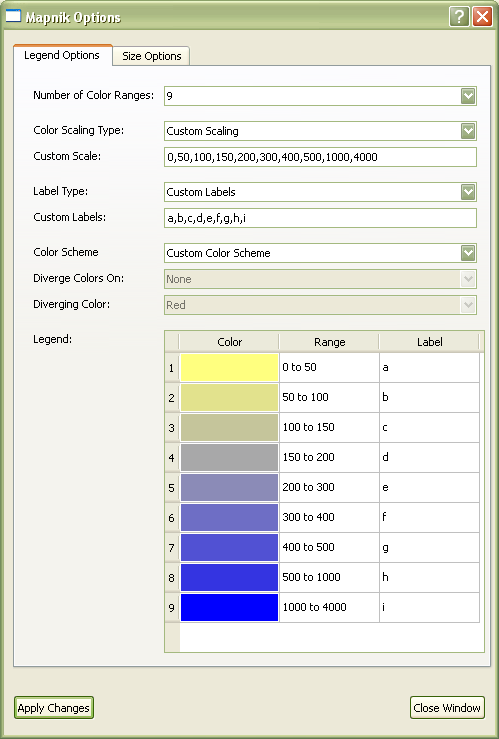 Mapnik Options
Legend Options Size Options
Number of Color Ranges: 9
Color Scaling Type: Custom Scaling
Custom Scale: 0,50,100,150,200,300,400,500,1000,4000
Label Type: Custom Labels
Custom Labels: a,b,c,d,e,f,g,h,i
Color Scheme Custom Color Scheme
Diverge Colors On: None
Diverging Color: Red
Legend:
Color Range Label
1 0 to 50 a
2 50 to 100 b
3 100 to 150 c
4 150 to 200 d
5 200 to 300 e
6 300 to 400 f
7 400 to 500 g
8 500 to 1000 h
9 1000 to 4000 i
Apply Changes Close Window